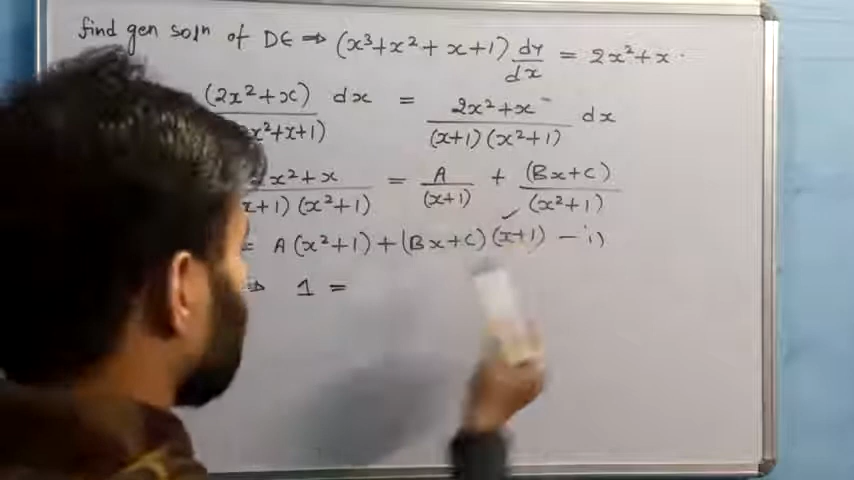 find gen soln of DE ⇒ (x³+x²+x+1) dy/dx = 2x²+x.
(2x²+x) / x²+x+1) dx = 2x²+x / (x+1)(x²+1) dx
x²+x / x+1)(x²+1) = A/(x+1) + (Bx+C)/(x²+1)
= A(x²+1)+(Bx+C)(x+1) –
⇒ 1 =